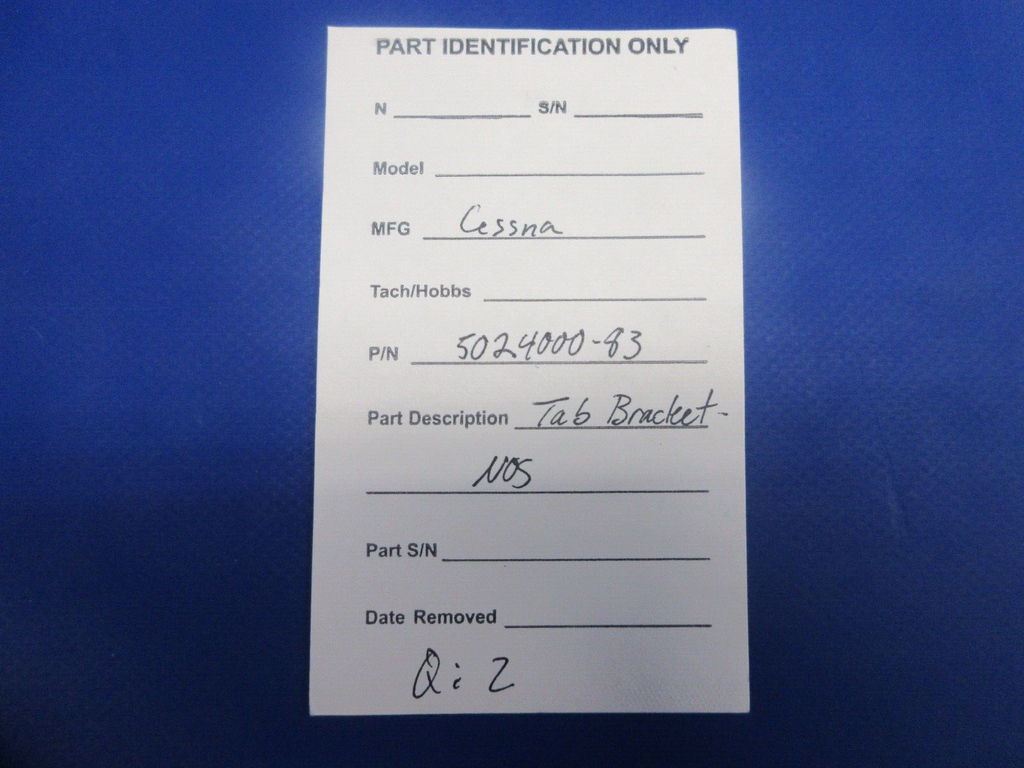 PART IDENTIFICATION ONLY
N S/N
Model
MFG Cessna
Tach/Hobbs
P/N 5024000-83
Part Description Tab Bracket-
NOS
Part S/N
Date Removed
Q: 2